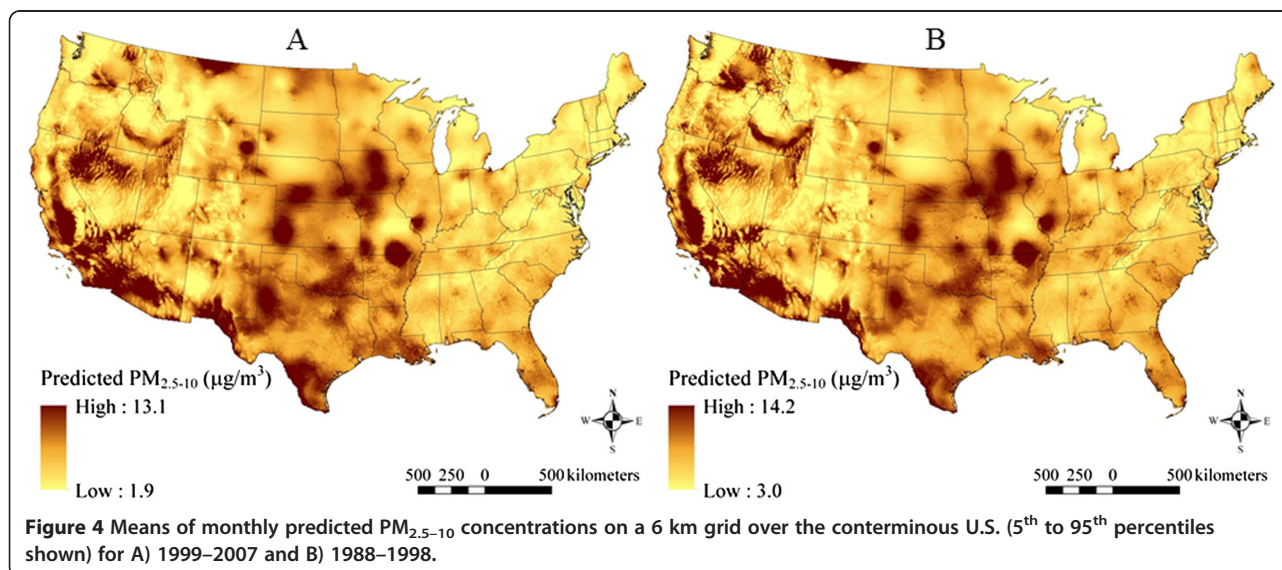 A
Predicted PM2.5-10 (µg/m3)
High : 13.1
Low : 1.9
N
W E
S
500 250 0 500 kilometers
B
Predicted PM2.5-10 (µg/m3)
High : 14.2
Low : 3.0
N
W E
S
500 250 0 500 kilometers
Figure 4 Means of monthly predicted PM2.5–10 concentrations on a 6 km grid over the conterminous U.S. (5th to 95th percentiles
shown) for A) 1999–2007 and B) 1988–1998.